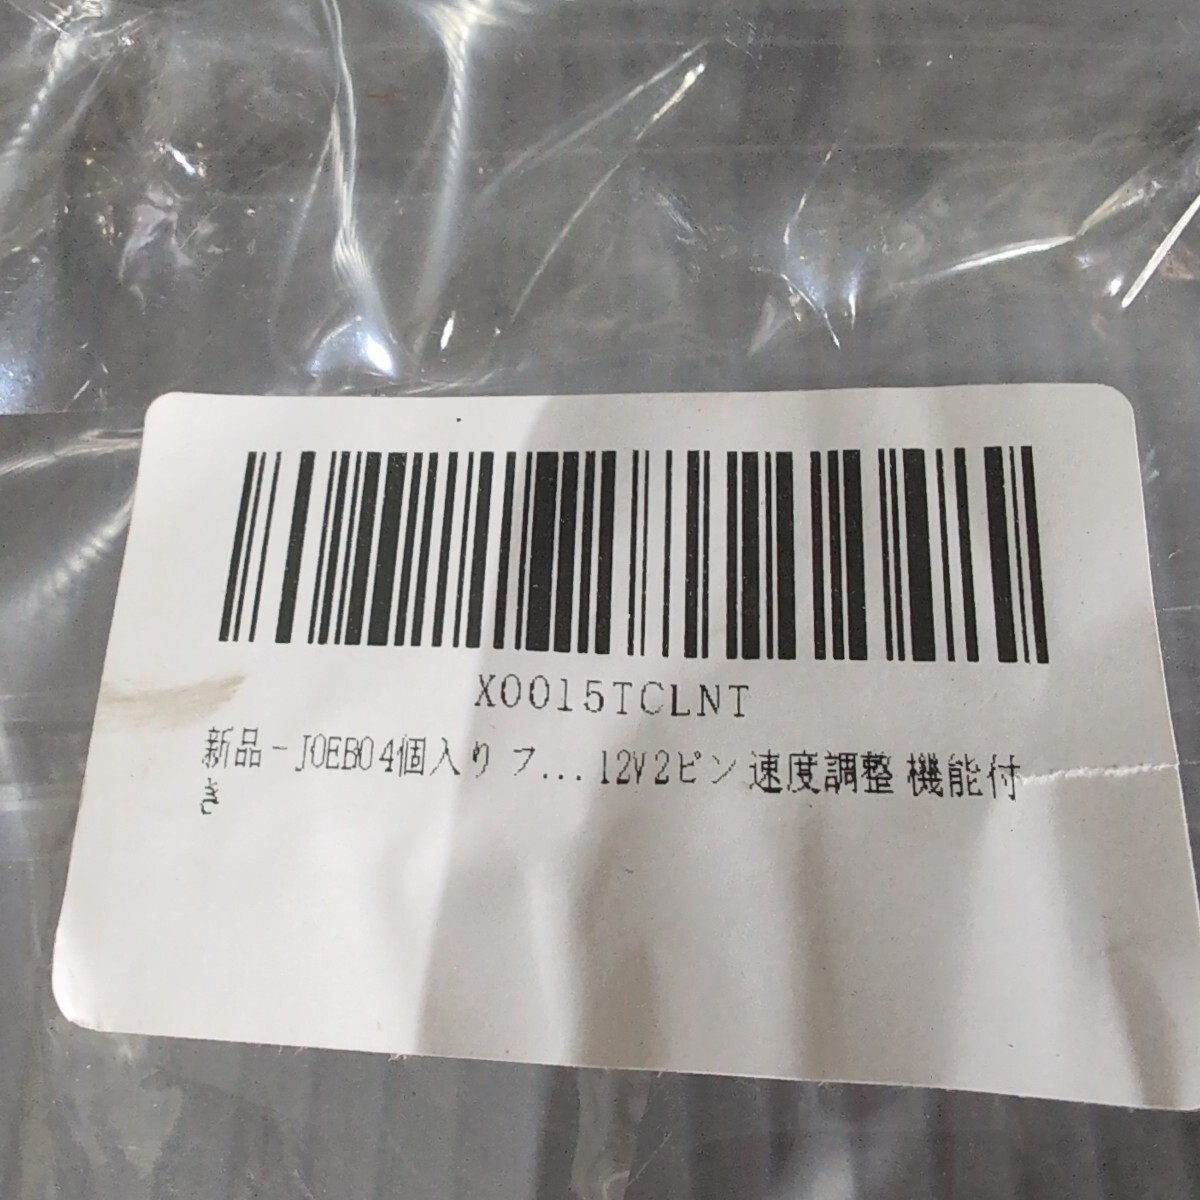 X0015TCLNT
新品 - JOEBO 4個入り フ... 12V 2ピン 速度調整 機能付
き